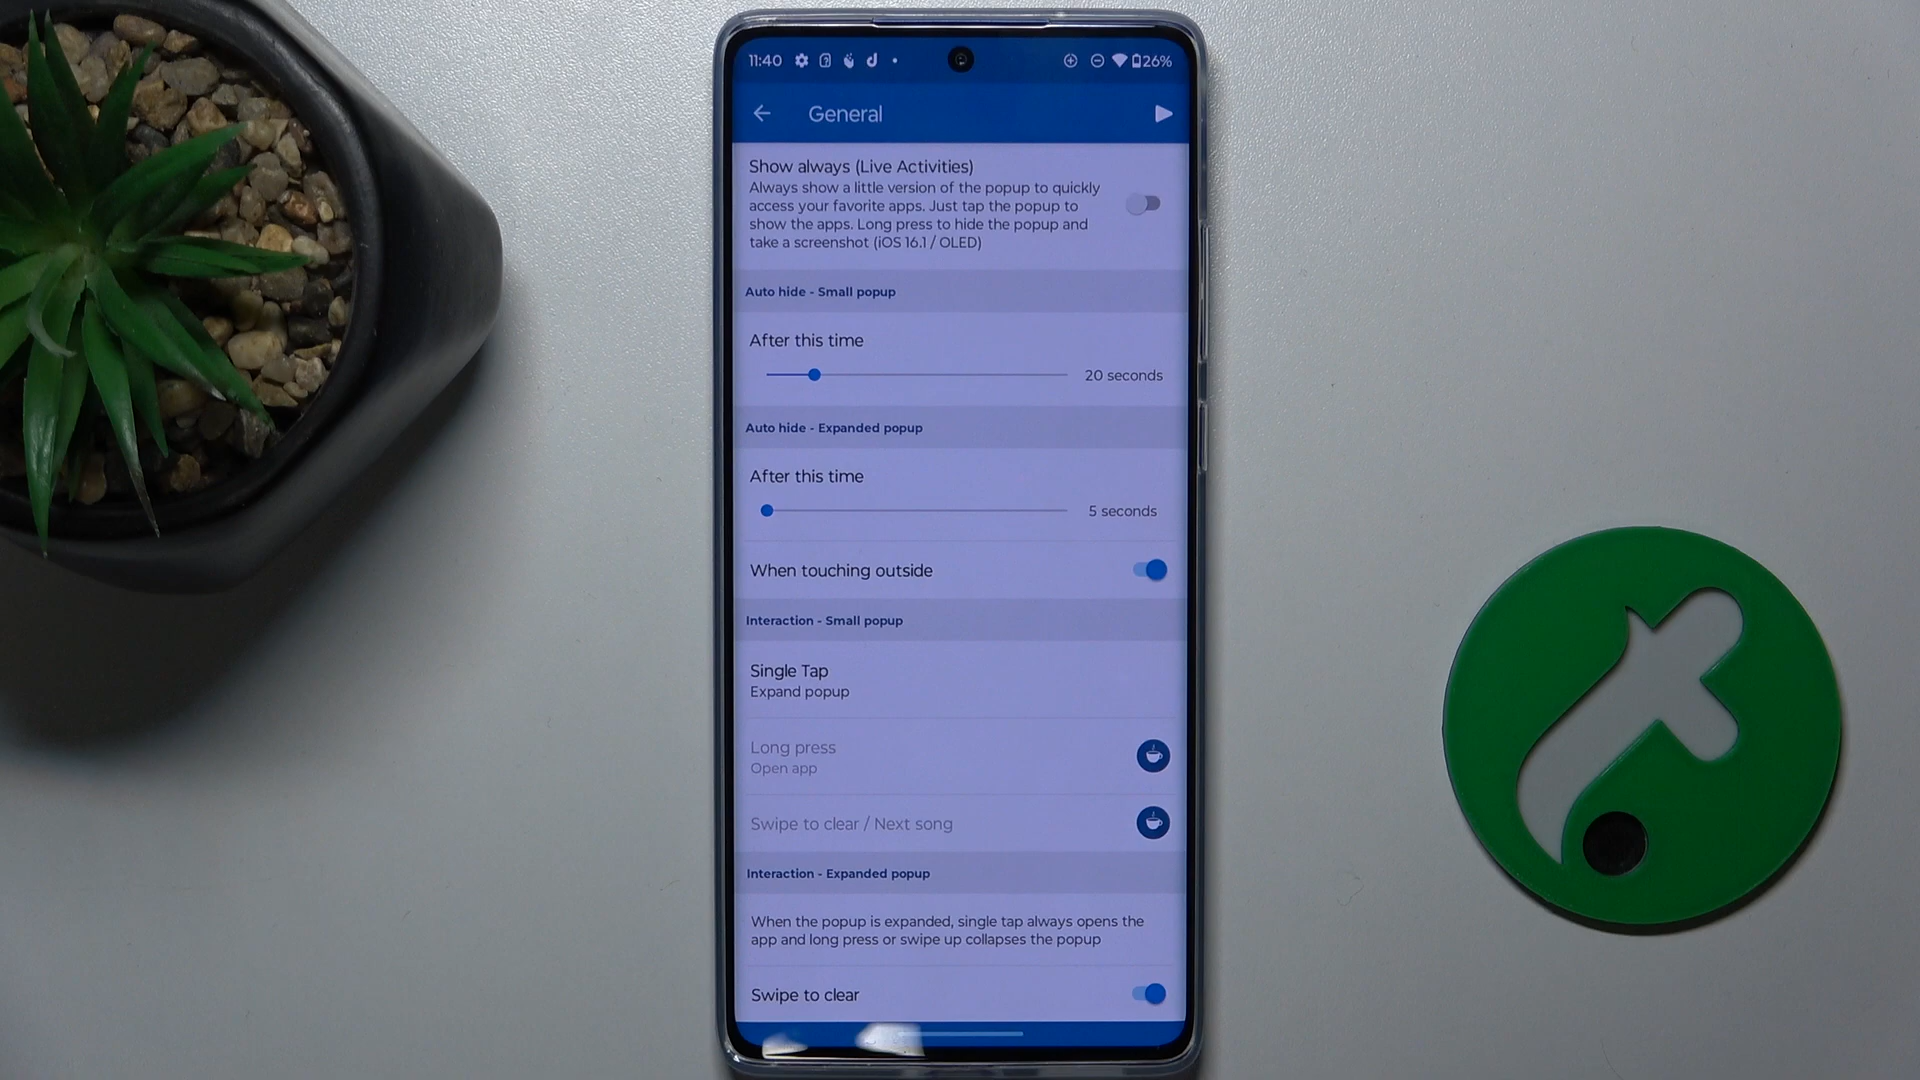 11:40
26%
General
Show always (Live Activities)
Always show a little version of the popup to quickly
access your favorite apps. Just tap the popup to
show the apps. Long press to hide the popup and
take a screenshot (iOS 16.1 / OLED)
Auto hide - Small popup
After this time
20 seconds
Auto hide - Expanded popup
After this time
5 seconds
When touching outside
Interaction - Small popup
Single Tap
Expand popup
Long press
Open app
Swipe to clear / Next song
Interaction - Expanded popup
When the popup is expanded, single tap always opens the
app and long press or swipe up collapses the popup
Swipe to clear